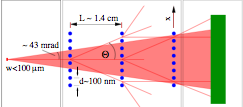 L ~ 1.4 cm
x
~ 43 mrad
Θ
w<100 μm
d~100 nm